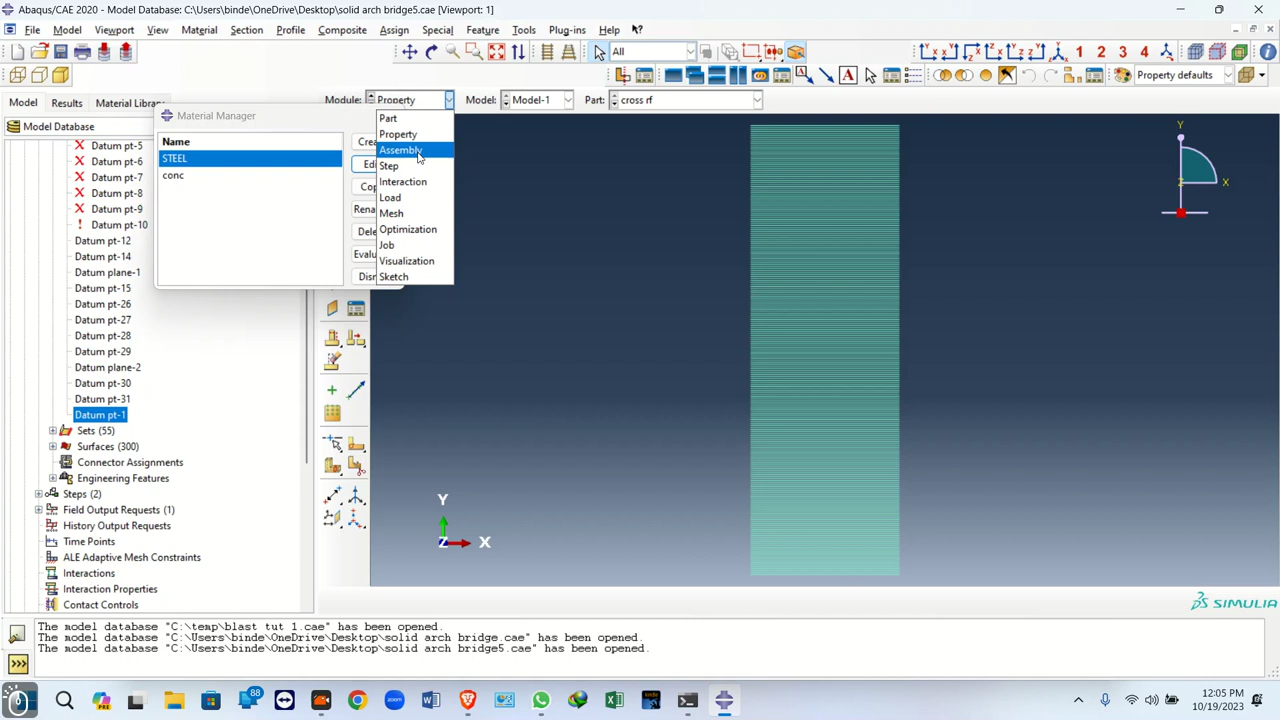 Abaqus/CAE 2020 - Model Database: C:\Users\binde\OneDrive\Desktop\solid arch bridge5.cae [Viewport: 1]
File Model Viewport View Material Section Profile Composite Assign Special Feature Tools Plug-ins Help
All
1 2 3 4
Property defaults
Model Results Material Library
Module: Property Model: Model-1 Part: cross rf
Model Database
Material Manager
Name
STEEL
conc
Crea
Edi
Cop
Rena
Dele
Evalu
Disn
Part
Property
Assembly
Step
Interaction
Load
Mesh
Optimization
Job
Visualization
Sketch
Datum pt-5
Datum pt-6
Datum pt-7
Datum pt-8
Datum pt-9
Datum pt-10
Datum pt-12
Datum pt-14
Datum plane-1
Datum pt-15
Datum pt-26
Datum pt-27
Datum pt-28
Datum pt-29
Datum plane-2
Datum pt-30
Datum pt-31
Datum pt-1
Sets (55)
Surfaces (300)
Connector Assignments
Engineering Features
Steps (2)
Field Output Requests (1)
History Output Requests
Time Points
ALE Adaptive Mesh Constraints
Interactions
Interaction Properties
Contact Controls
Y
X
Z
Y
X
Z
SIMULIA
The model database "C:\temp\blast tut 1.cae" has been opened.
The model database "C:\Users\binde\OneDrive\Desktop\solid arch bridge.cae" has been opened.
The model database "C:\Users\binde\OneDrive\Desktop\solid arch bridge5.cae" has been opened.
88
zoom
12:05 PM
10/19/2023